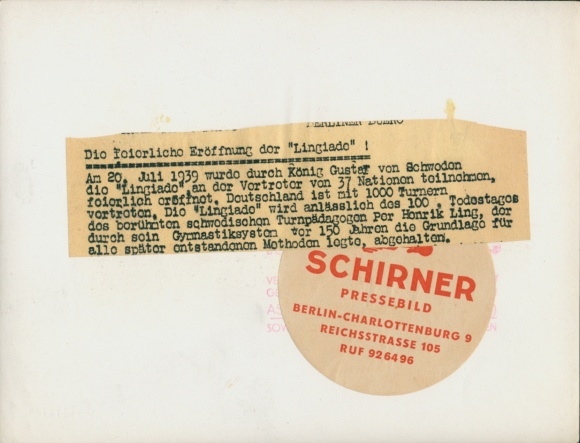 BERLINER BUERO
Die feierliche Eröffnung der "Lingiade" !
Am 20. Juli 1939 wurde durch König Gustav von Schweden
die "Lingiade" an der Vertreter von 37 Nationen teilnehmen,
feierlich eröffnet. Deutschland ist mit 1000 Turnern
vertreten. Die "Lingiade" wird anlässlich des 100. Todestages
des berühmten schwedischen Turnpädagogen Per Henrik Ling, der
durch sein Gymnastiksystem vor 150 Jahren die Grundlage für
alle später entstandenen Methoden legte, abgehalten.
SCHIRNER
PRESSEBILD
BERLIN-CHARLOTTENBURG 9
REICHSSTRASSE 105
RUF 926496